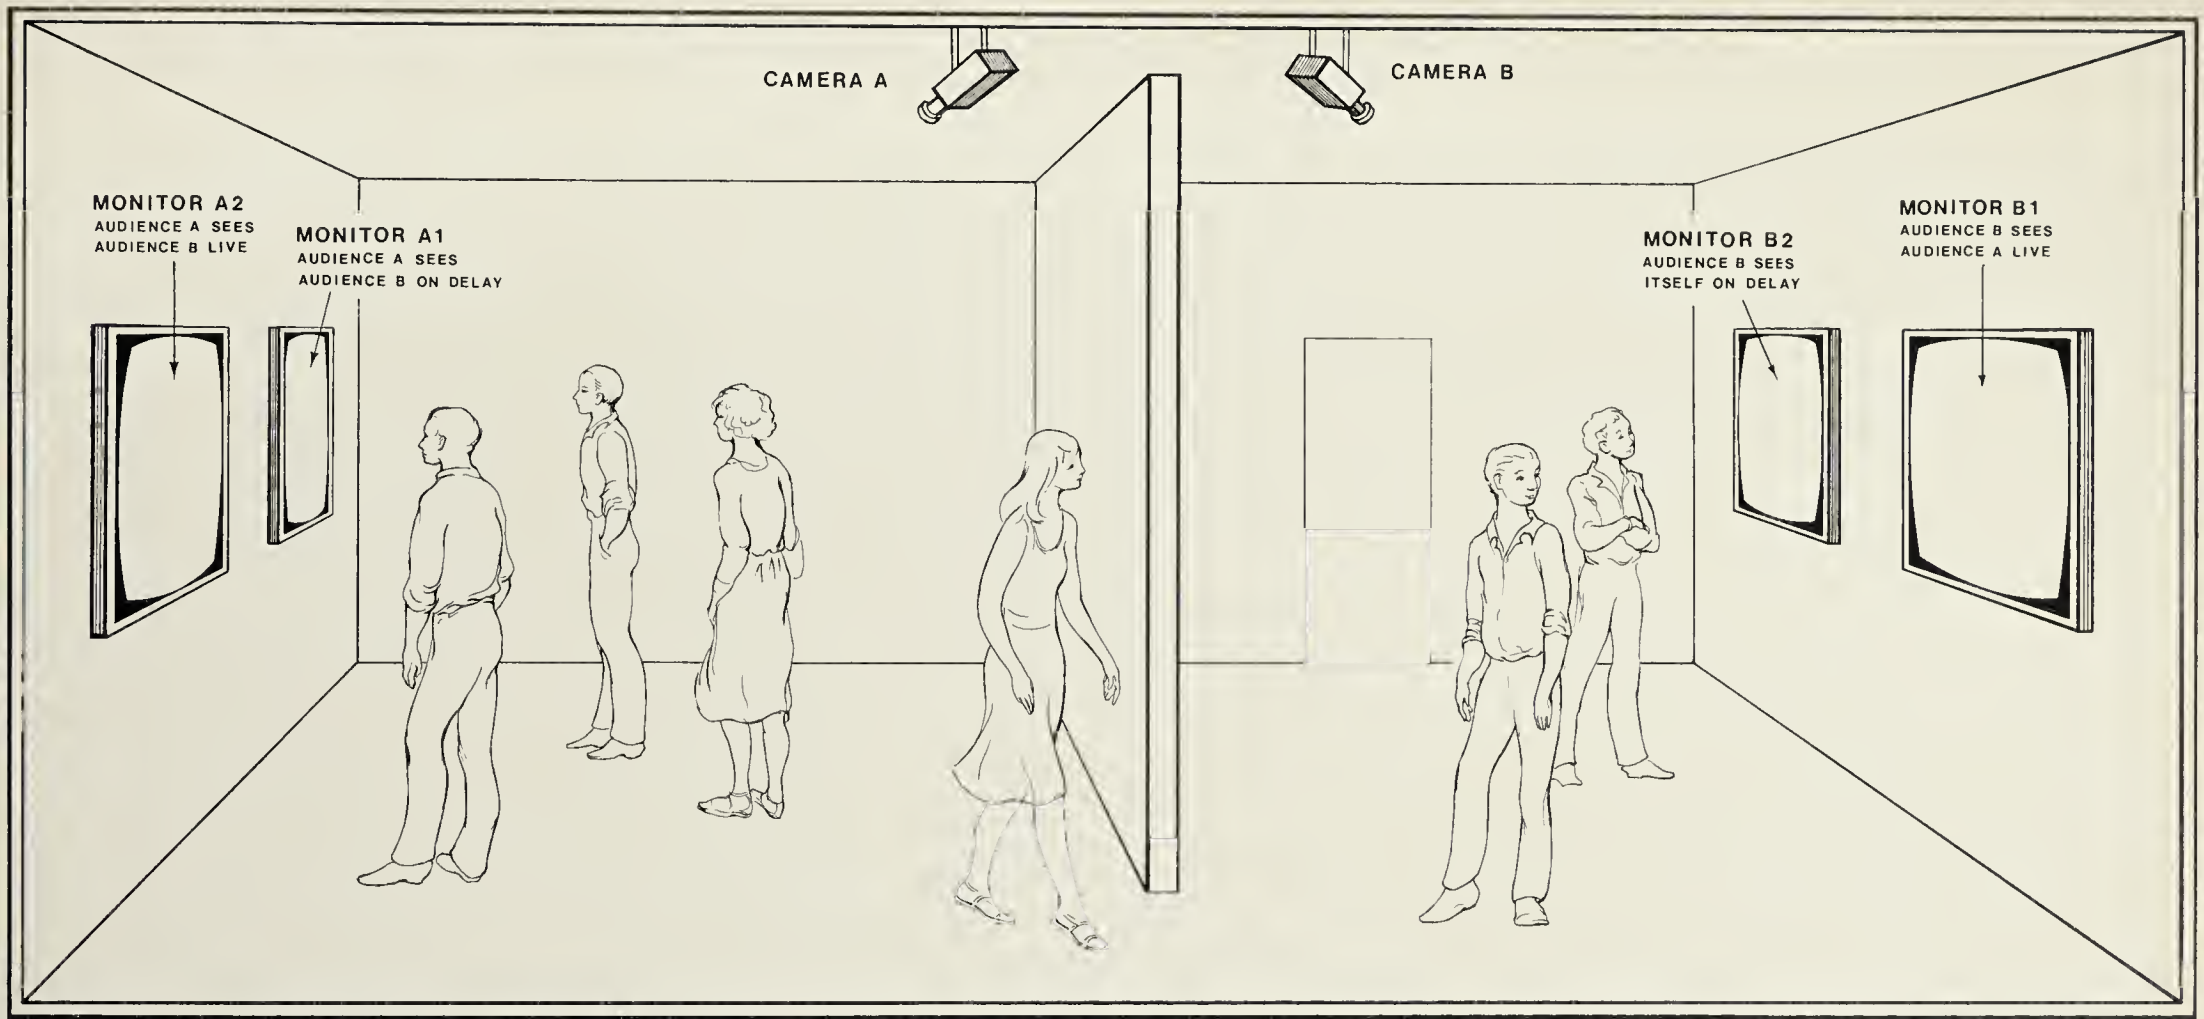 CAMERA A
CAMERA B
MONITOR A2
AUDIENCE A SEES
AUDIENCE B LIVE
MONITOR A1
AUDIENCE A SEES
AUDIENCE B ON DELAY
MONITOR B2
AUDIENCE B SEES
ITSELF ON DELAY
MONITOR B1
AUDIENCE B SEES
AUDIENCE A LIVE